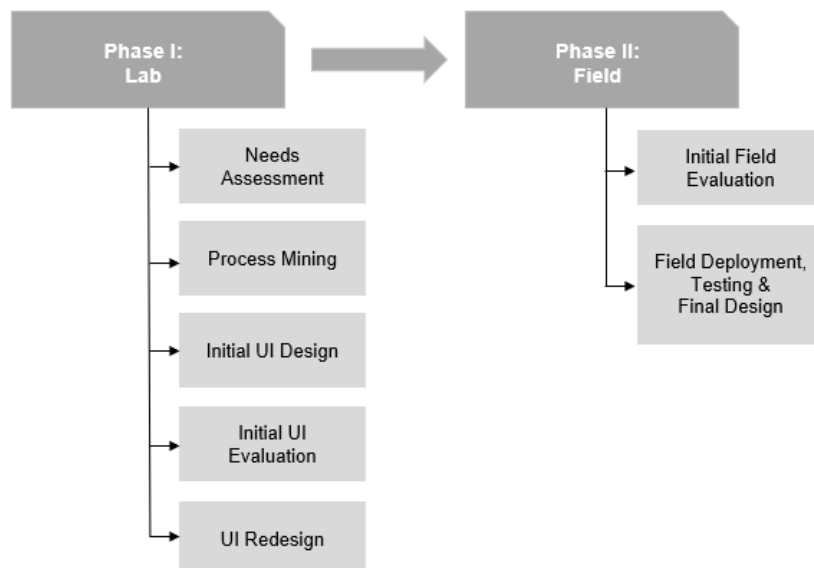 Phase I:
Lab
Needs
Assessment
Process Mining
Initial UI Design
Initial UI
Evaluation
UI Redesign
Phase II:
Field
Initial Field
Evaluation
Field Deployment,
Testing &
Final Design